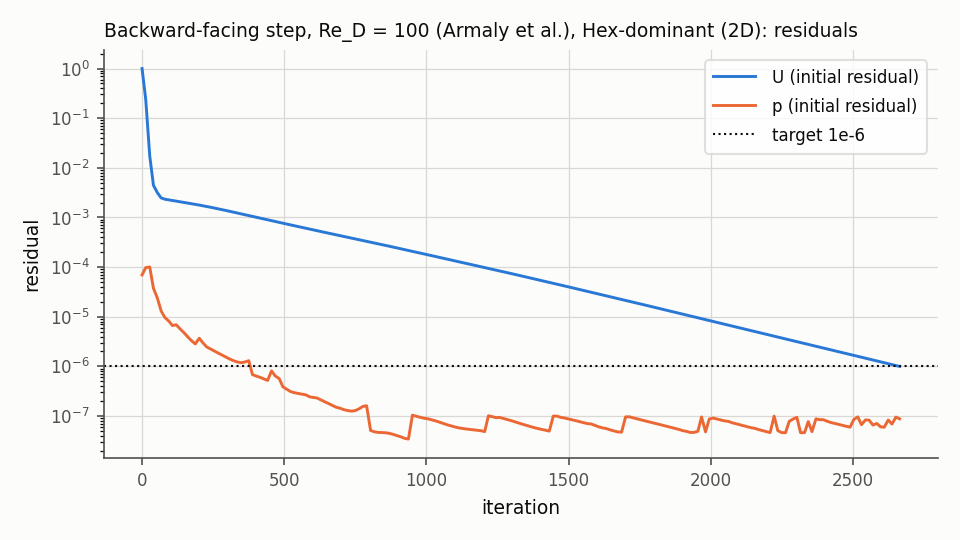 Backward-facing step, Re_D = 100 (Armaly et al.), Hex-dominant (2D): residuals
U (initial residual)
p (initial residual)
target 1e-6
residual
10⁰
10⁻¹
10⁻²
10⁻³
10⁻⁴
10⁻⁵
10⁻⁶
10⁻⁷
0
500
1000
1500
2000
2500
iteration